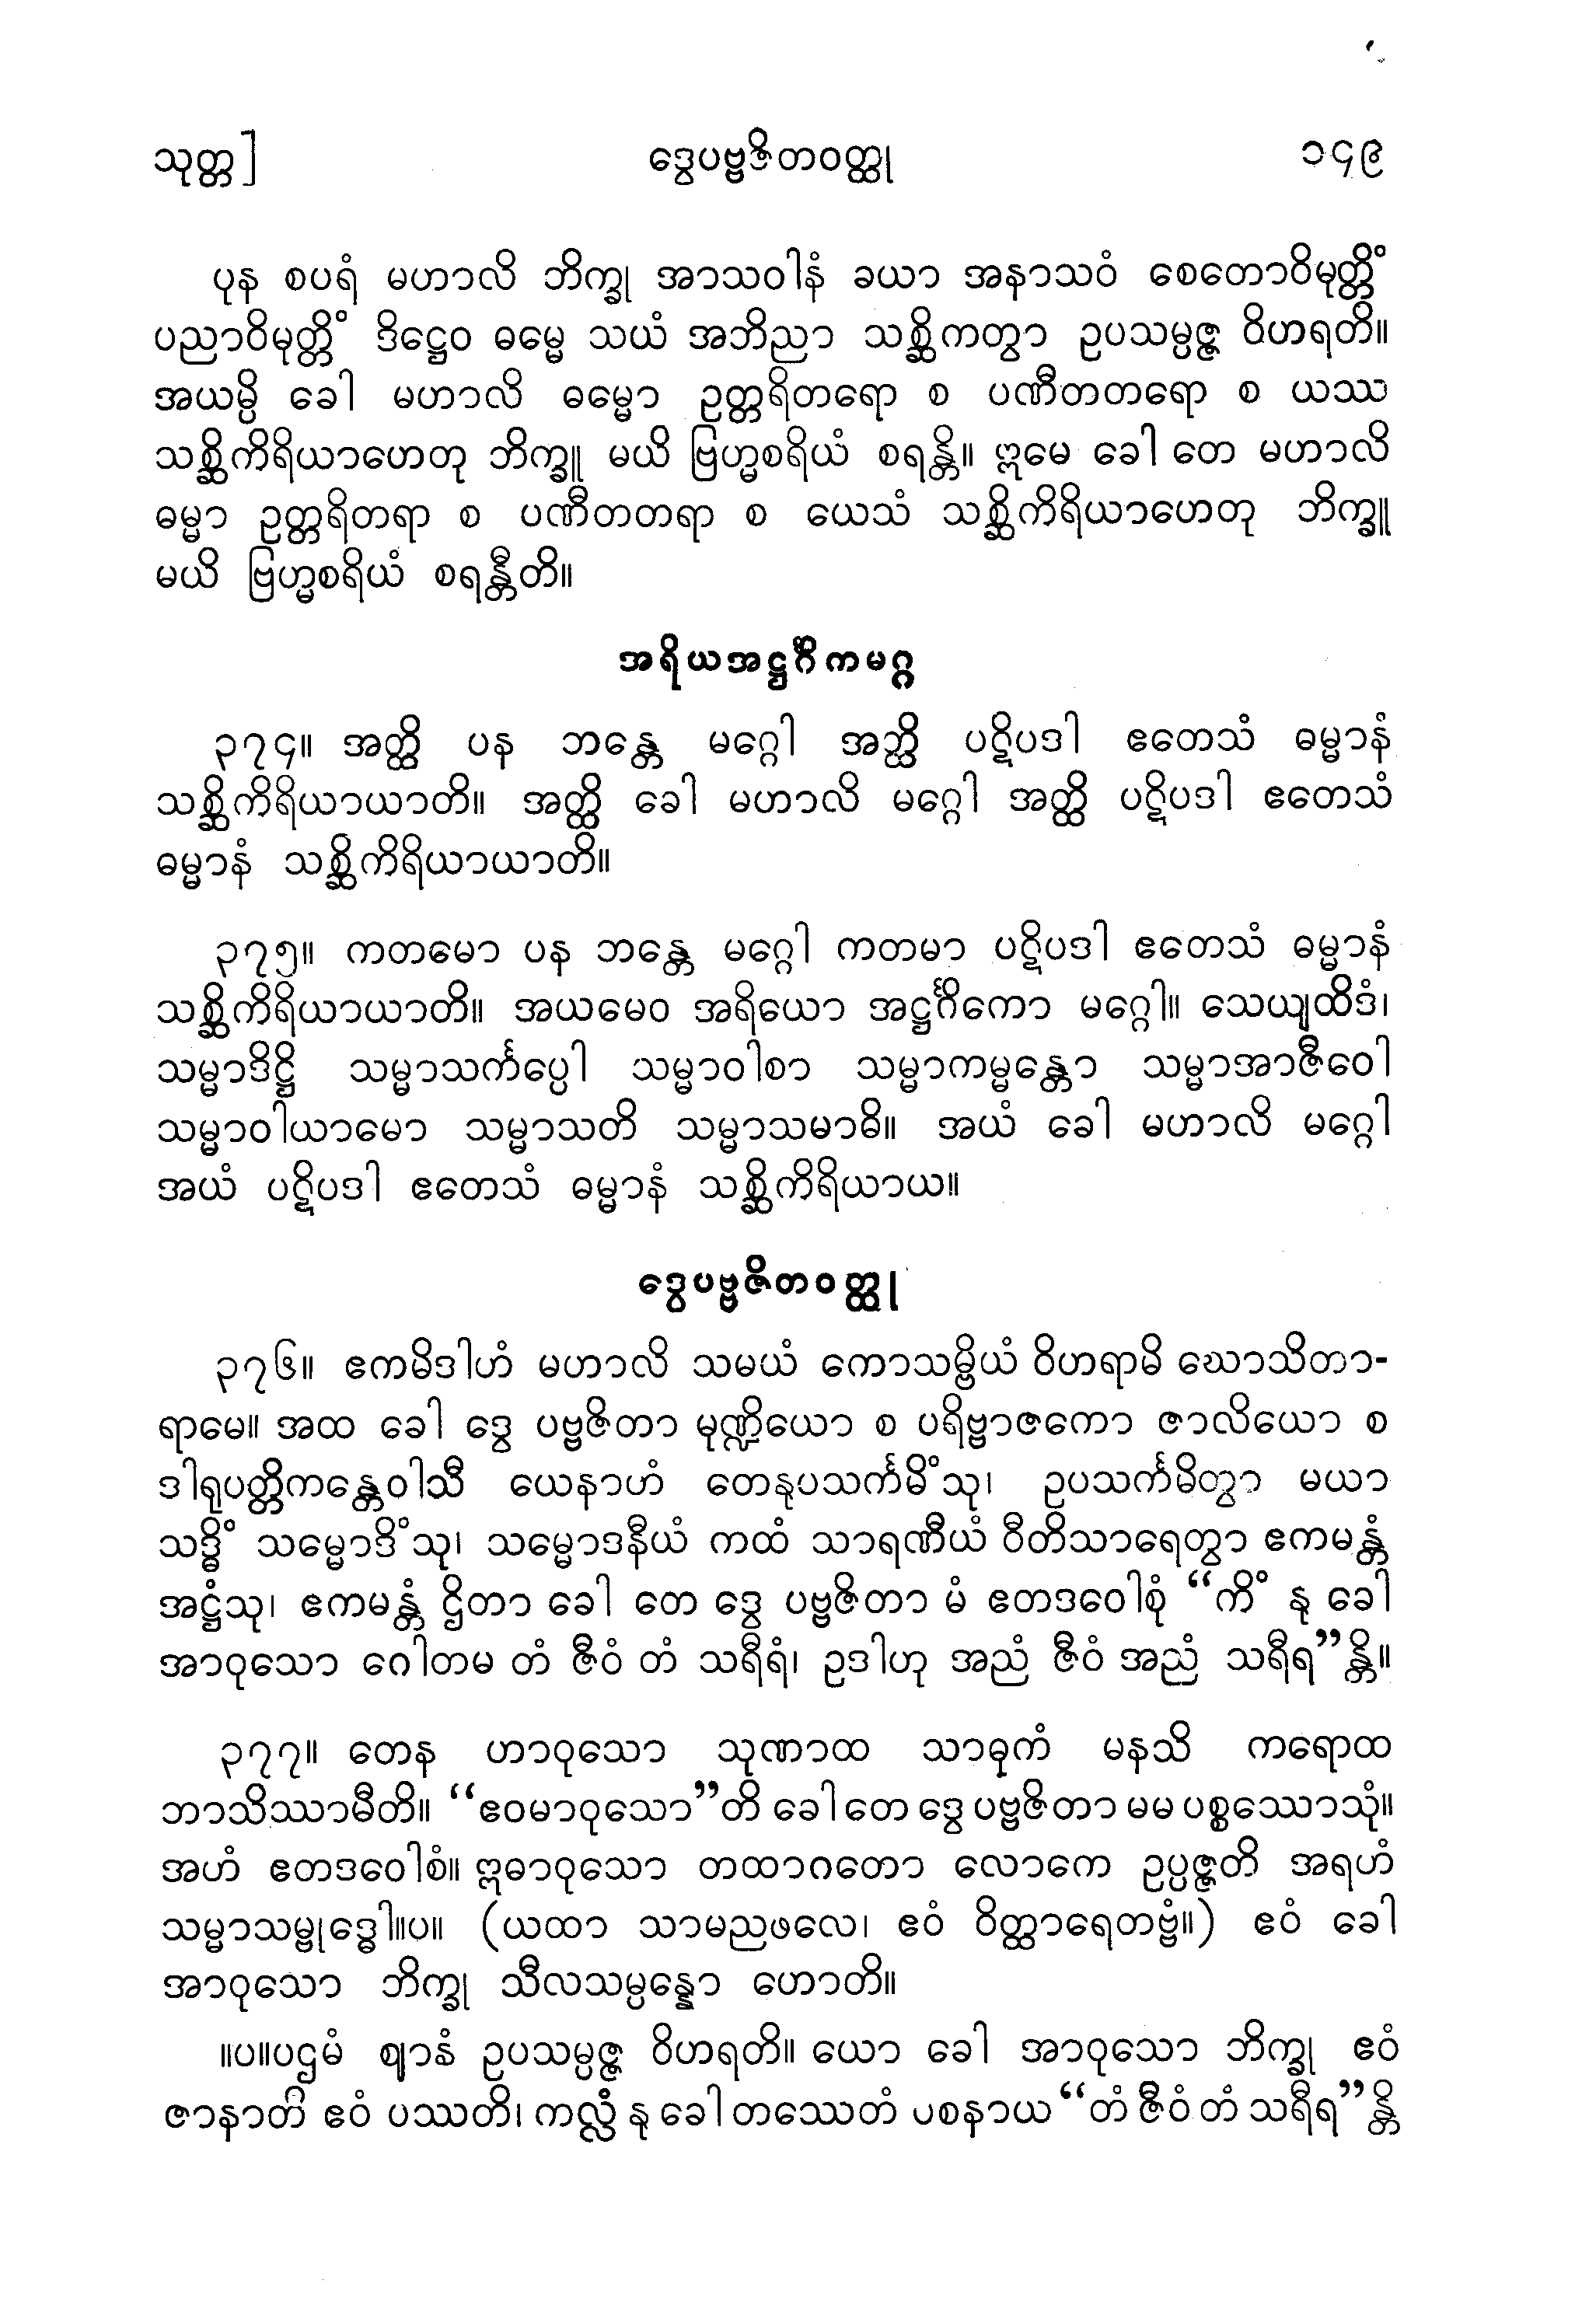 သုတ္တ] ဒွေပဗ္ဗဇိတဝတ္ထု ၁၄၉
ပုန စပရံ မဟာလိ ဘိက္ခု အာသဝါနံ ခယာ အနာသဝံ စေတောဝိမုတ္တိံ
ပညာဝိမုတ္တိံ ဒိဋ္ဌေဝ ဓမ္မေ သယံ အဘိညာ သစ္ဆိကတွာ ဥပသမ္ပဇ္ဇ ဝိဟရတိ။
အယမ္ပိ ခေါ မဟာလိ ဓမ္မော ဥတ္တရိတရော စ ပဏီတတရော စ ယဿ
သစ္ဆိကိရိယာဟေတု ဘိက္ခူ မယိ ဗြဟ္မစရိယံ စရန္တိ။ ဣမေ ခေါ တေ မဟာလိ
ဓမ္မာ ဥတ္တရိတရာ စ ပဏီတတရာ စ ယေသံ သစ္ဆိကိရိယာဟေတု ဘိက္ခူ
မယိ ဗြဟ္မစရိယံ စရန္တီတိ။
အရိယအဋ္ဌင်္ဂိကမဂ္ဂ
၃၇၄။ အတ္ထိ ပန ဘန္တေ မဂ္ဂေါ အတ္ထိ ပဋိပဒါ ဧတေသံ ဓမ္မာနံ
သစ္ဆိကိရိယာယာတိ။ အတ္ထိ ခေါ မဟာလိ မဂ္ဂေါ အတ္ထိ ပဋိပဒါ ဧတေသံ
ဓမ္မာနံ သစ္ဆိကိရိယာယာတိ။
၃၇၅။ ကတမော ပန ဘန္တေ မဂ္ဂေါ ကတမာ ပဋိပဒါ ဧတေသံ ဓမ္မာနံ
သစ္ဆိကိရိယာယာတိ။ အယမေဝ အရိယော အဋ္ဌင်္ဂိကော မဂ္ဂေါ။ သေယျထိဒံ၊
သမ္မာဒိဋ္ဌိ သမ္မာသင်္ကပ္ပေါ သမ္မာဝါစာ သမ္မာကမ္မန္တော သမ္မာအာဇီဝေါ
သမ္မာဝါယာမော သမ္မာသတိ သမ္မာသမာဓိ။ အယံ ခေါ မဟာလိ မဂ္ဂေါ
အယံ ပဋိပဒါ ဧတေသံ ဓမ္မာနံ သစ္ဆိကိရိယာယ။
ဒွေပဗ္ဗဇိတဝတ္ထု
၃၇၆။ ဧကမိဒါဟံ မဟာလိ သမယံ ကောသမ္ဗိယံ ဝိဟရာမိ ဃောသိတာ-
ရာမေ။ အထ ခေါ ဒွေ ပဗ္ဗဇိတာ မုဏ္ဍိယော စ ပရိဗ္ဗာဇကော ဇာလိယော စ
ဒါရုပတ္တိကန္တေဝါသီ ယေနာဟံ တေနုပသင်္ကမိံသု၊ ဥပသင်္ကမိတွာ မယာ
သဒ္ဓိံ သမ္မောဒိံသု၊ သမ္မောဒနီယံ ကထံ သာရဏီယံ ဝီတိသာရေတွာ ဧကမန္တံ
အဋ္ဌံသု၊ ဧကမန္တံ ဌိတာ ခေါ တေ ဒွေ ပဗ္ဗဇိတာ မံ ဧတဒဝေါစုံ “ကိံ နု ခေါ
အာဝုသော ဂေါတမ တံ ဇီဝံ တံ သရီရံ၊ ဥဒါဟု အညံ ဇီဝံ အညံ သရီရ”န္တိ။
၃၇၇။ တေန ဟာဝုသော သုဏာထ သာဓုကံ မနသိ ကရောထ
ဘာသိဿာမီတိ။ “ဧဝမာဝုသော”တိ ခေါ တေ ဒွေ ပဗ္ဗဇိတာ မမ ပစ္စဿောသုံ။
အဟံ ဧတဒဝေါစံ။ ဣဓာဝုသော တထာဂတော လောကေ ဥပ္ပဇ္ဇတိ အရဟံ
သမ္မာသမ္ဗုဒ္ဓေါ။ပ။ (ယထာ သာမညဖလေ၊ ဧဝံ ဝိတ္ထာရေတဗ္ဗံ။) ဧဝံ ခေါ
အာဝုသော ဘိက္ခု သီလသမ္ပန္နော ဟောတိ။
။ပ။ပဌမံ ဈာနံ ဥပသမ္ပဇ္ဇ ဝိဟရတိ။ ယော ခေါ အာဝုသော ဘိက္ခု ဧဝံ
ဇာနာတိ ဧဝံ ပဿတိ၊ ကလ္လံ နု ခေါ တဿေတံ ပစနာယ “တံ ဇီဝံ တံ သရီရ”န္တိ